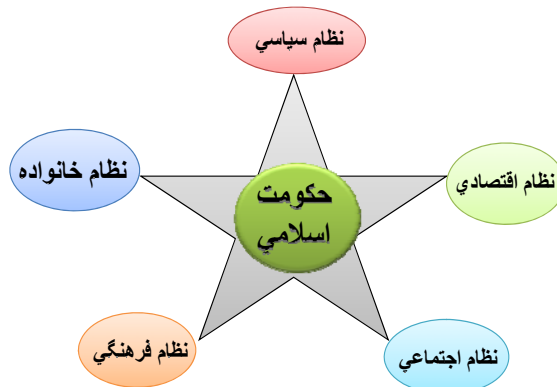 نظام سياسي
نظام اقتصادي
نظام خانواده
حكومت
اسلامي
نظام اجتماعي
نظام فرهنگي